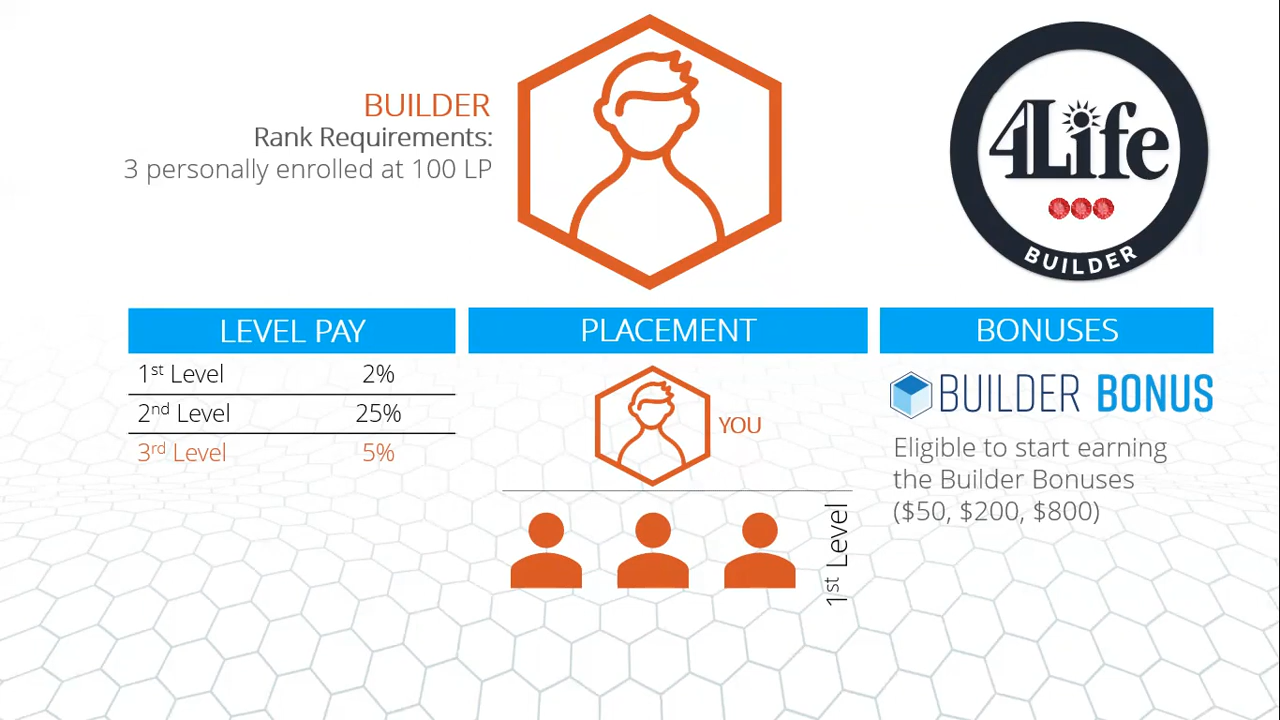 BUILDER
Rank Requirements:
3 personally enrolled at 100 LP
4Life
BUILDER
LEVEL PAY
1st Level 2%
2nd Level 25%
3rd Level 5%
PLACEMENT
YOU
1st Level
BONUSES
BUILDER BONUS
Eligible to start earning
the Builder Bonuses
($50, $200, $800)